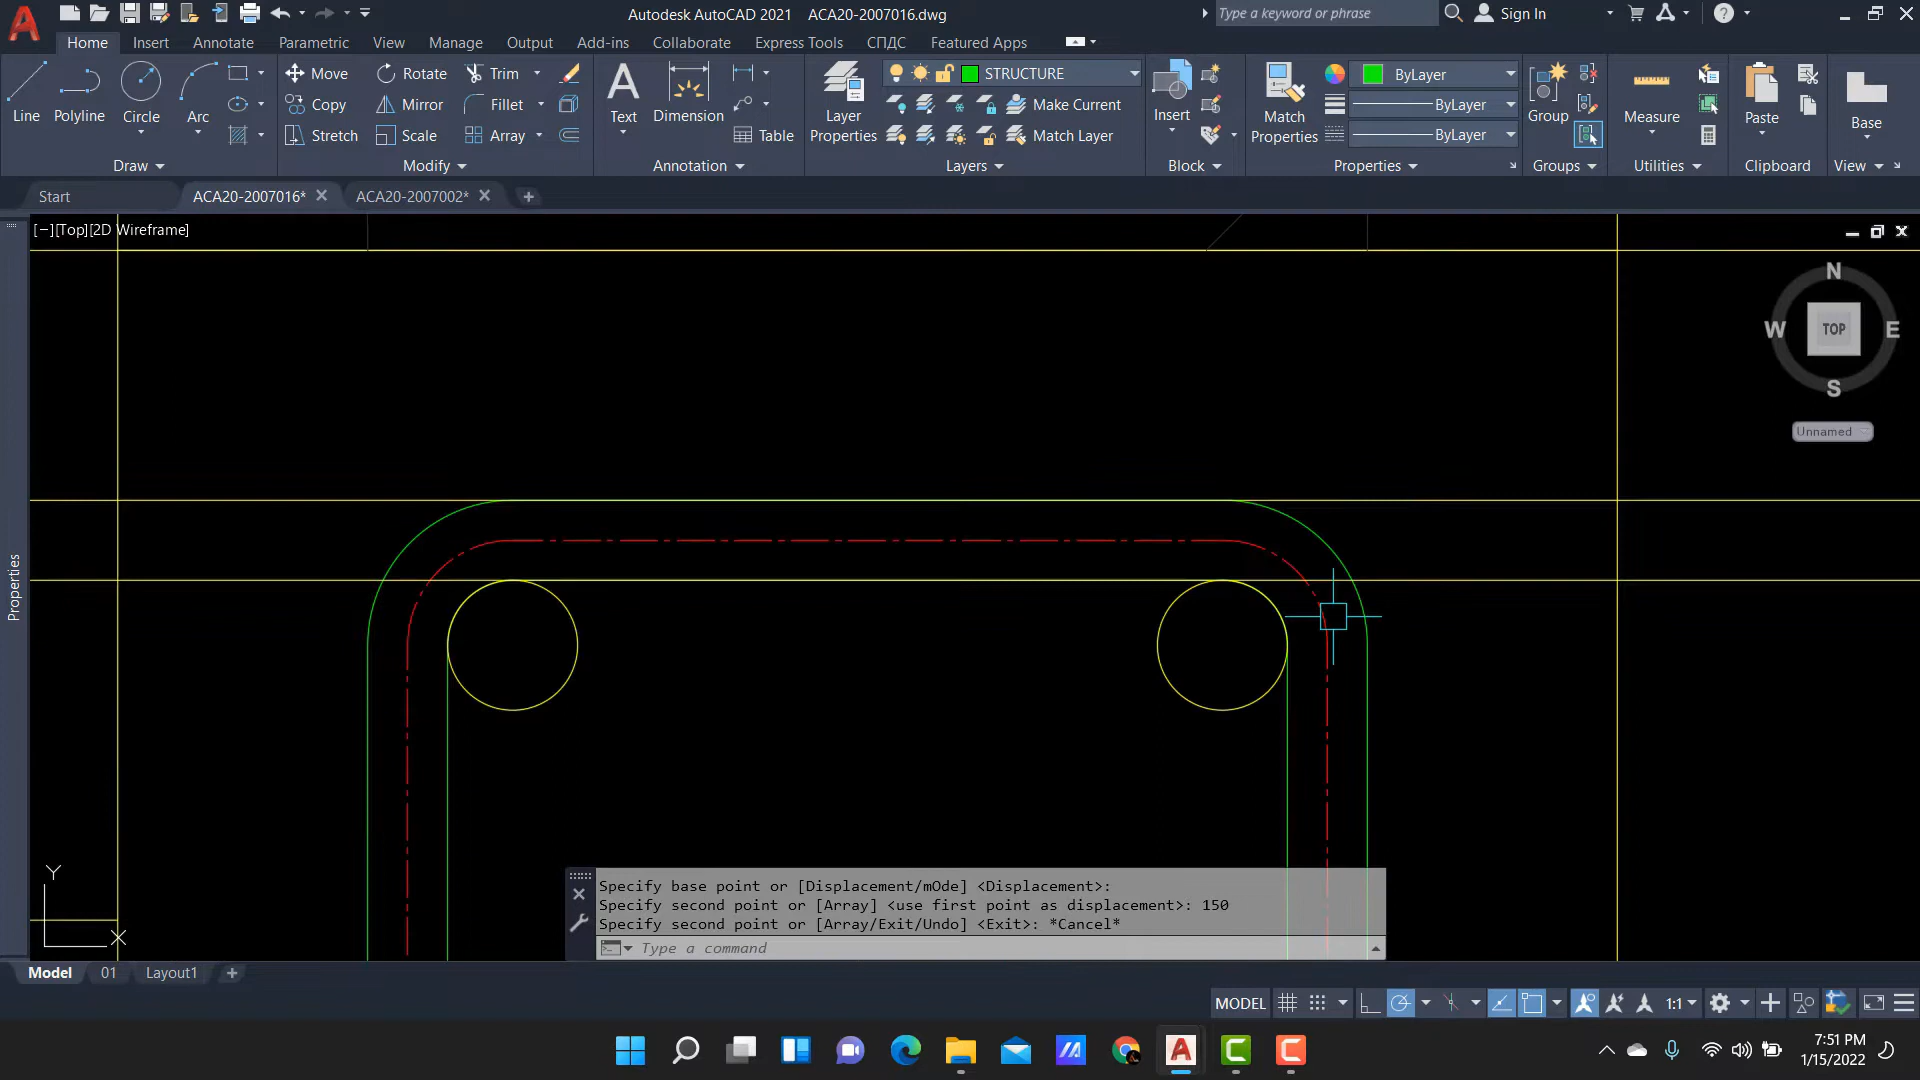 Autodesk AutoCAD 2021 ACA20-2007016.dwg
Type a keyword or phrase
Sign In
Home Insert Annotate Parametric View Manage Output Add-ins Collaborate Express Tools СПДС Featured Apps
Line Polyline Circle Arc
Move Rotate Trim
Copy Mirror Fillet
Stretch Scale Array
Text Dimension Table
Layer Properties
STRUCTURE
Make Current
Match Layer
Insert
Match Properties
ByLayer
ByLayer
ByLayer
Group
Measure
Paste
Base
Draw Modify Annotation Layers Block Properties Groups Utilities Clipboard View
Start ACA20-2007016* ACA20-2007002*
[−][Top][2D Wireframe]
N
W TOP E
S
Unnamed
Properties
Y
X
Specify base point or [Displacement/mOde] <Displacement>:
Specify second point or [Array] <use first point as displacement>: 150
Specify second point or [Array/Exit/Undo] <Exit>: *Cancel*
Type a command
Model 01 Layout1
MODEL 1:1
7:51 PM
1/15/2022